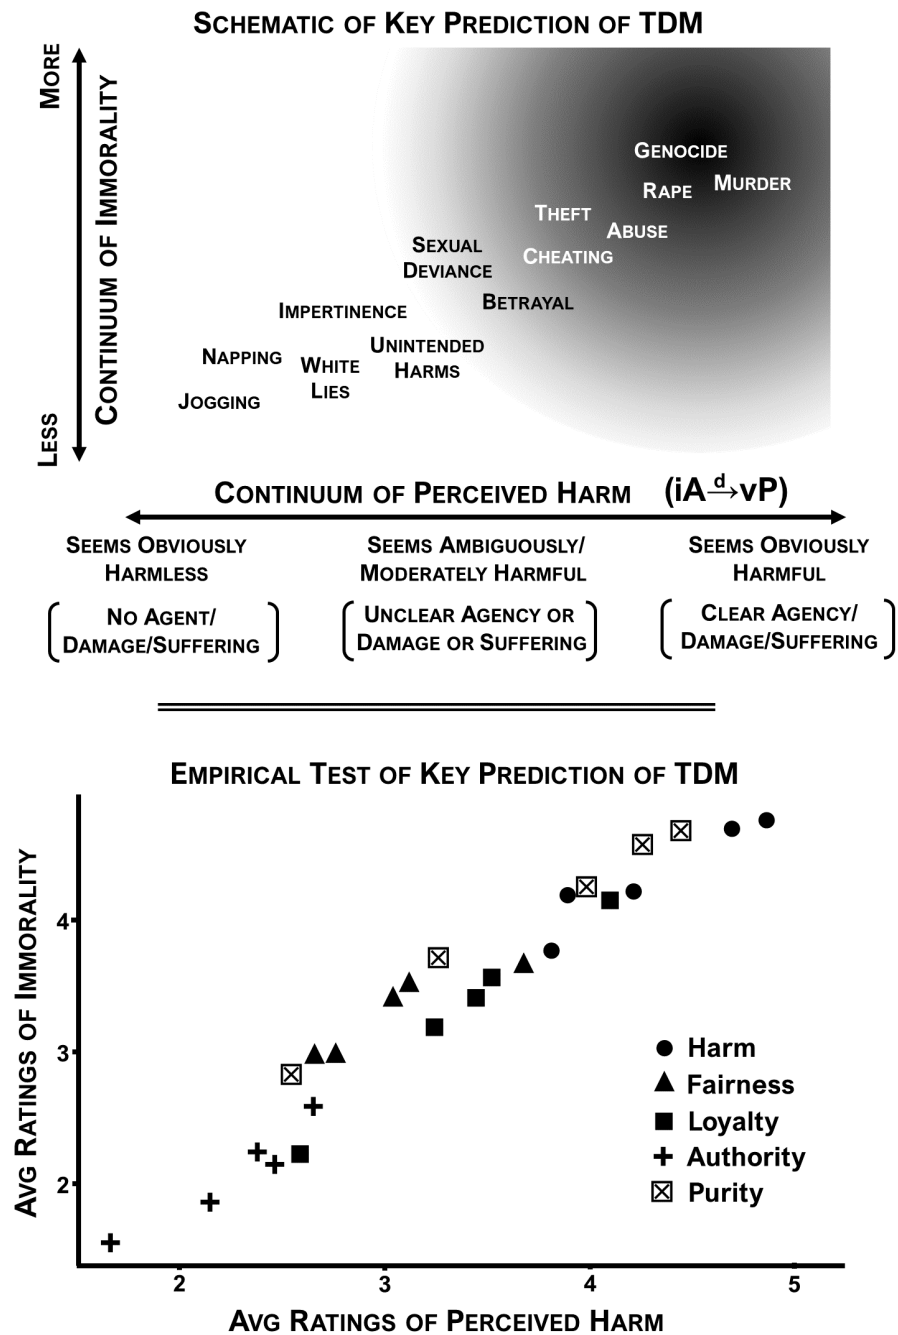 SCHEMATIC OF KEY PREDICTION OF TDM
MORE
LESS
CONTINUUM OF IMMORALITY
GENOCIDE
RAPE
MURDER
THEFT
ABUSE
CHEATING
SEXUAL
DEVIANCE
BETRAYAL
IMPERTINENCE
UNINTENDED
HARMS
NAPPING
WHITE
LIES
JOGGING
CONTINUUM OF PERCEIVED HARM (iA d→ vP)
SEEMS OBVIOUSLY
HARMLESS
NO AGENT/
DAMAGE/SUFFERING
SEEMS AMBIGUOUSLY/
MODERATELY HARMFUL
UNCLEAR AGENCY OR
DAMAGE OR SUFFERING
SEEMS OBVIOUSLY
HARMFUL
CLEAR AGENCY/
DAMAGE/SUFFERING
EMPIRICAL TEST OF KEY PREDICTION OF TDM
AVG RATINGS OF IMMORALITY
4
3
2
Harm
Fairness
Loyalty
Authority
Purity
2 3 4 5
AVG RATINGS OF PERCEIVED HARM